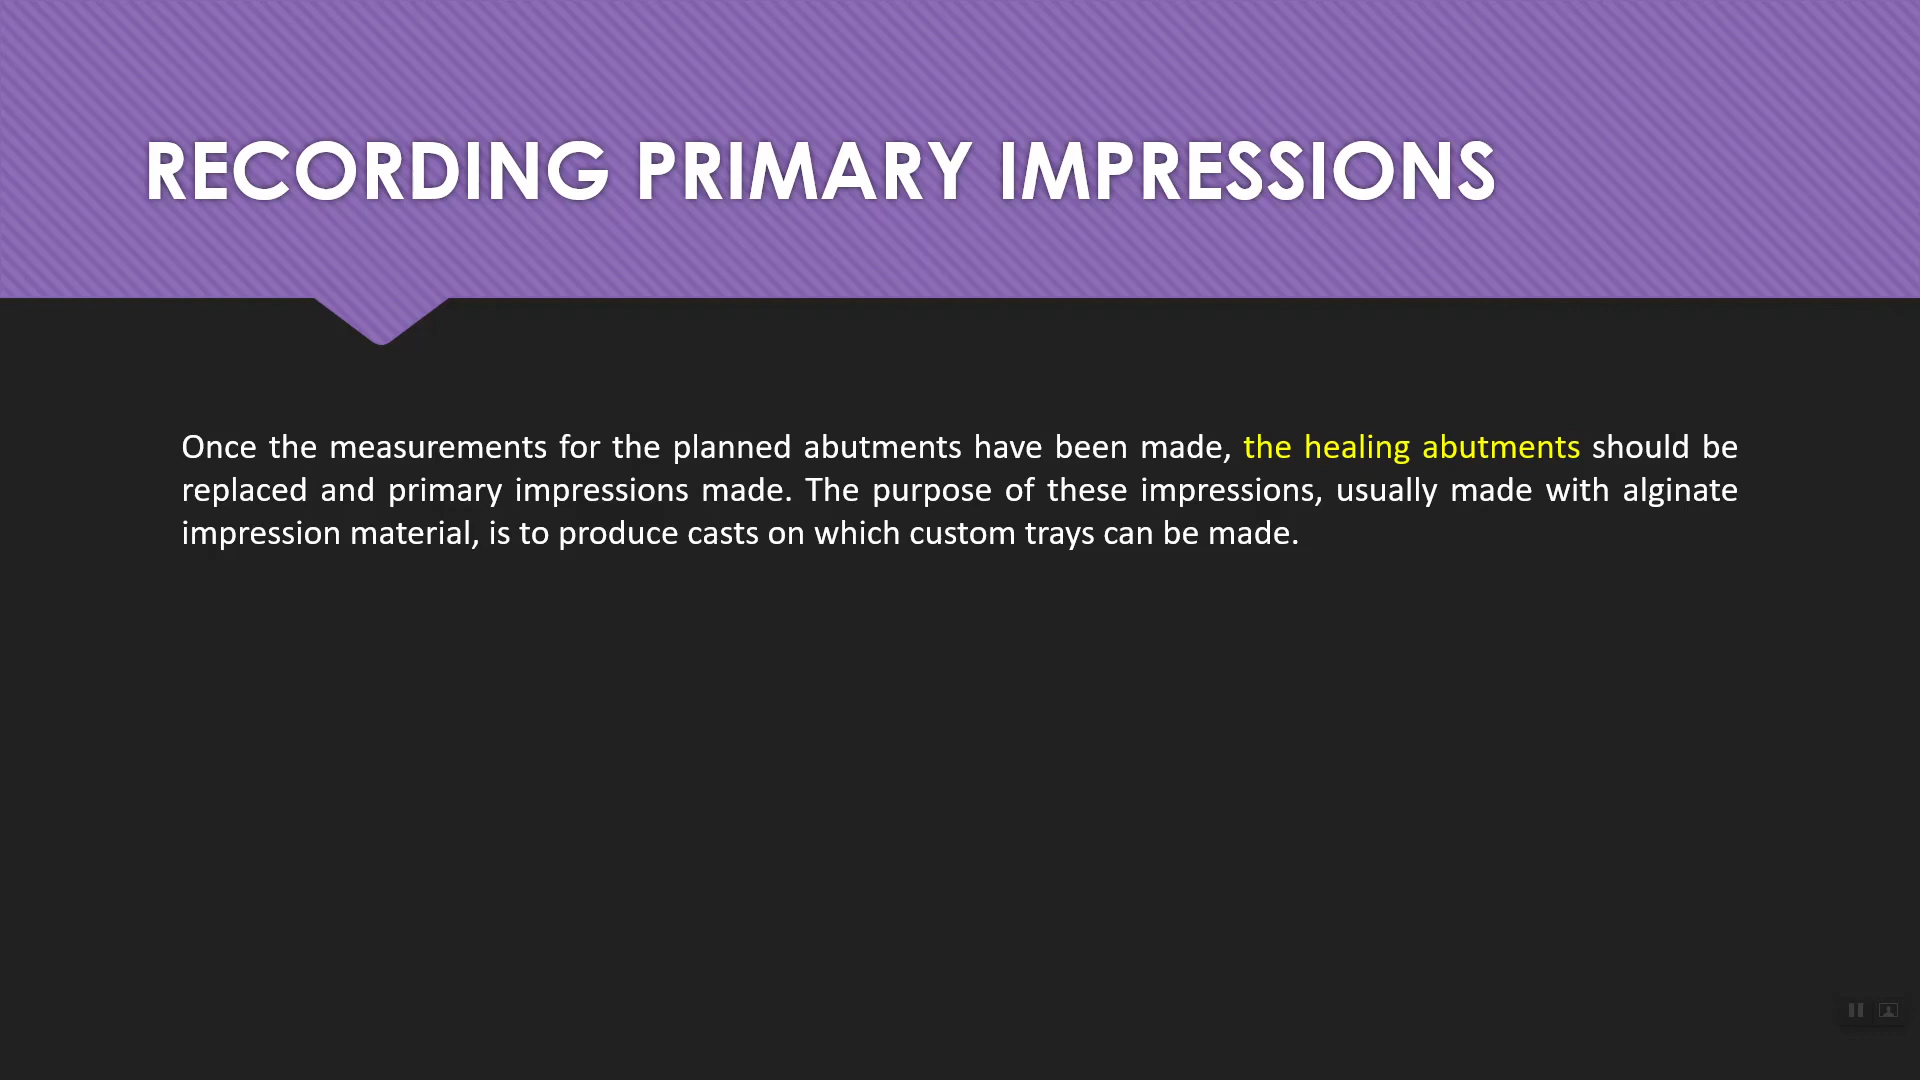 RECORDING PRIMARY IMPRESSIONS
Once the measurements for the planned abutments have been made, the healing abutments should be
replaced and primary impressions made. The purpose of these impressions, usually made with alginate
impression material, is to produce casts on which custom trays can be made.